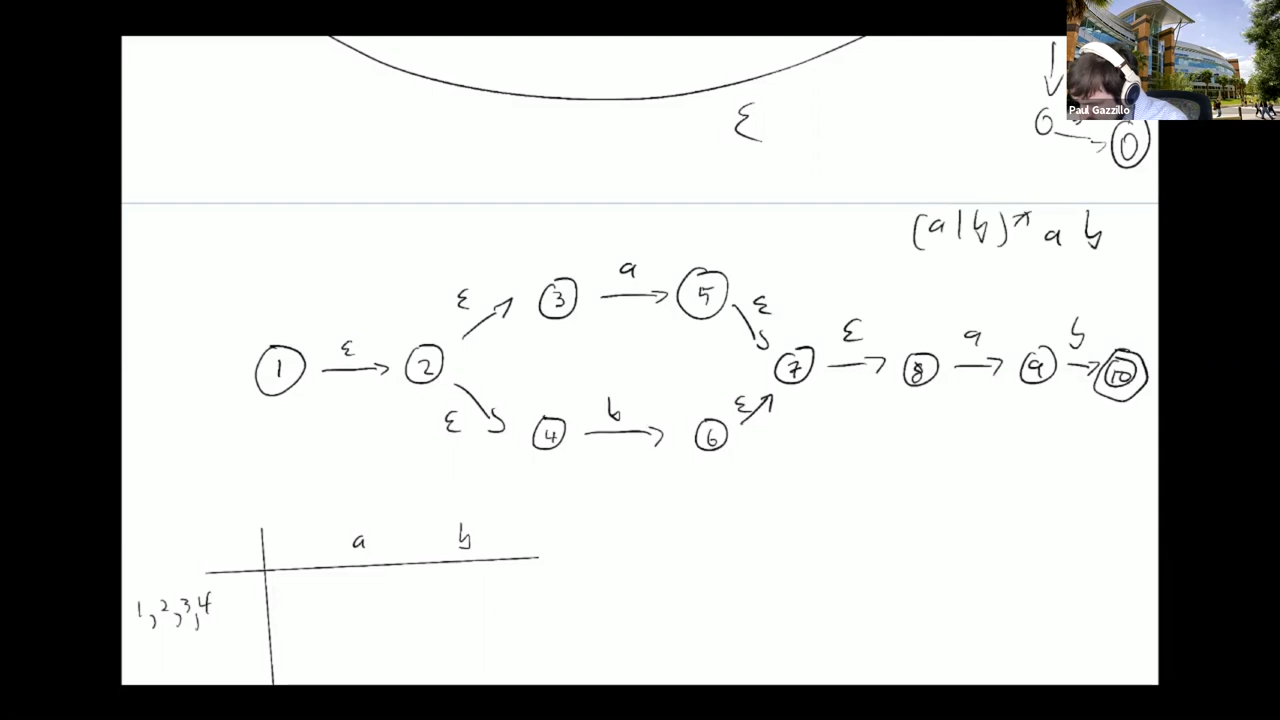 Paul Gazzillo
ε
0
0
(a|b)* a b
ε 3 a 5 ε
1 ε 2 7 ε 8 a 9 b 10
ε 4 b 6 ε
a b
1,2,3,4